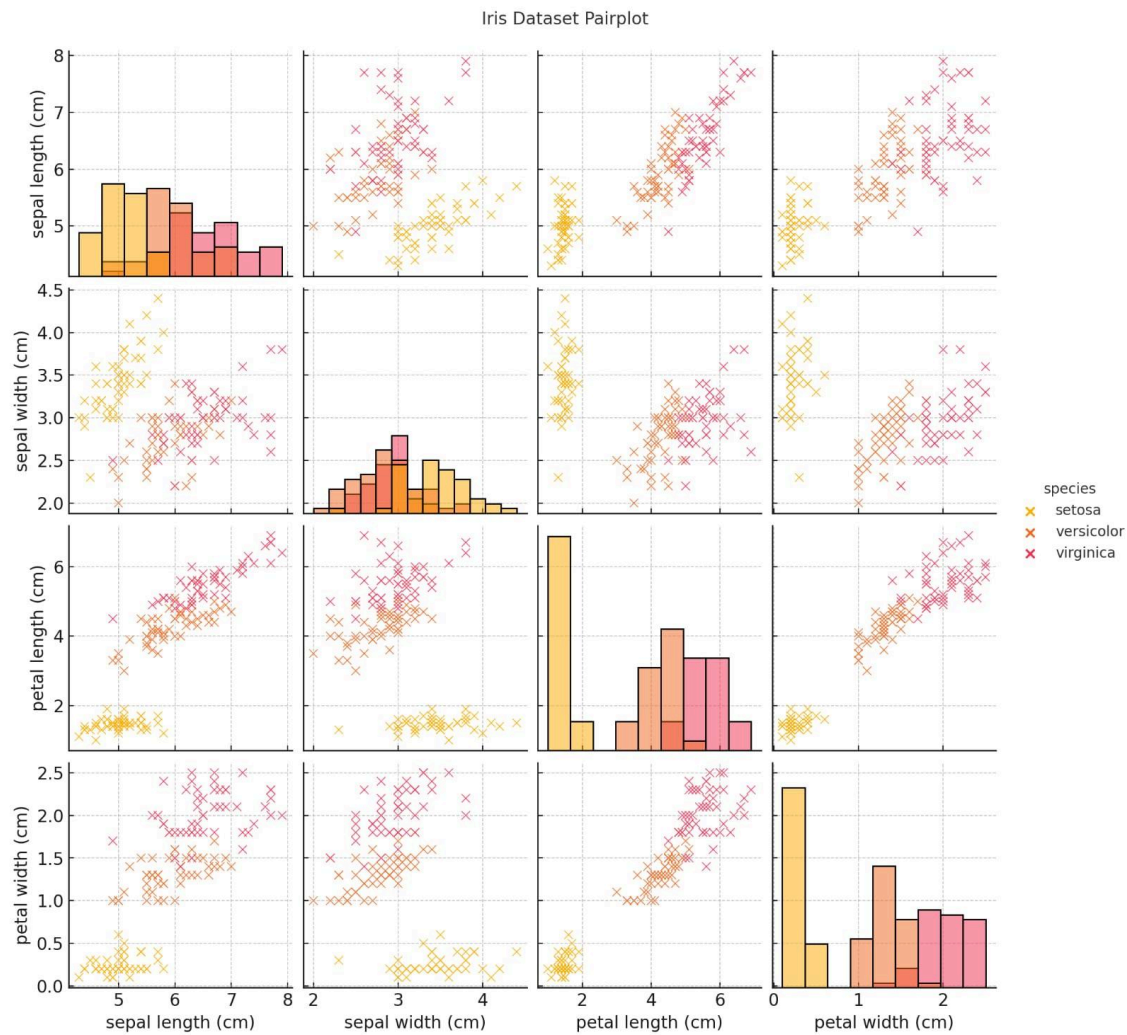 Iris Dataset Pairplot
sepal length (cm)
8
7
6
5
sepal width (cm)
4.5
4.0
3.5
3.0
2.5
2.0
petal length (cm)
6
4
2
petal width (cm)
2.5
2.0
1.5
1.0
0.5
0.0
5 6 7 8
sepal length (cm)
2 3 4
sepal width (cm)
2 4 6
petal length (cm)
0 1 2
petal width (cm)
species
setosa
versicolor
virginica